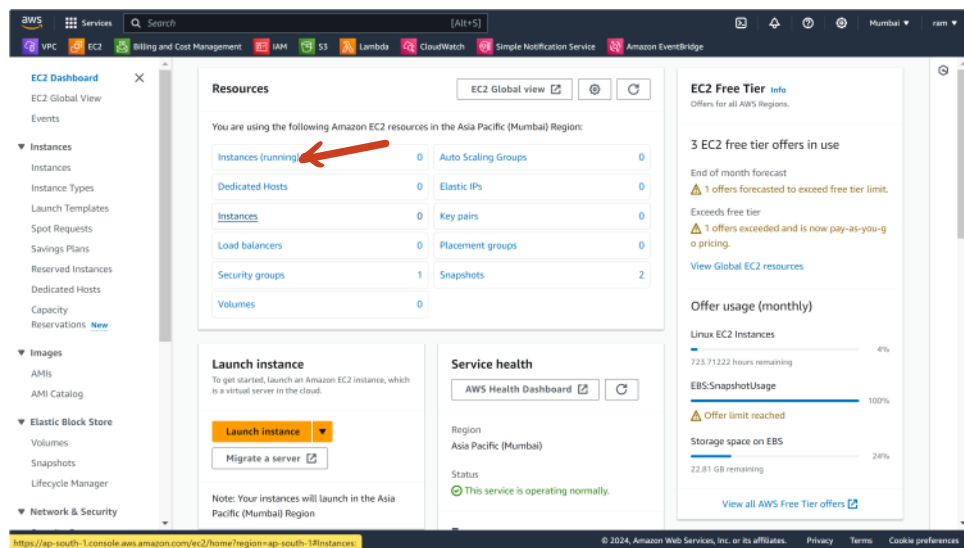 aws Services Search [Alt+S] Mumbai ▼ ram ▼
VPC EC2 Billing and Cost Management IAM S3 Lambda CloudWatch Simple Notification Service Amazon EventBridge
EC2 Dashboard
EC2 Global View
Events
▼ Instances
Instances
Instance Types
Launch Templates
Spot Requests
Savings Plans
Reserved Instances
Dedicated Hosts
Capacity
Reservations New
▼ Images
AMIs
AMI Catalog
▼ Elastic Block Store
Volumes
Snapshots
Lifecycle Manager
▼ Network & Security
Resources
EC2 Global view
You are using the following Amazon EC2 resources in the Asia Pacific (Mumbai) Region:
Instances (running) 0 Auto Scaling Groups 0
Dedicated Hosts 0 Elastic IPs 0
Instances 0 Key pairs 0
Load balancers 0 Placement groups 0
Security groups 1 Snapshots 2
Volumes 0
Launch instance
To get started, launch an Amazon EC2 instance, which
is a virtual server in the cloud.
Launch instance ▼
Migrate a server
Note: Your instances will launch in the Asia
Pacific (Mumbai) Region
Service health
AWS Health Dashboard
Region
Asia Pacific (Mumbai)
Status
This service is operating normally.
EC2 Free Tier Info
Offers for all AWS Regions.
3 EC2 free tier offers in use
End of month forecast
1 offers forecasted to exceed free tier limit.
Exceeds free tier
1 offers exceeded and is now pay-as-you-g
o pricing.
View Global EC2 resources
Offer usage (monthly)
Linux EC2 Instances
4%
723.71222 hours remaining
EBS:SnapshotUsage
100%
Offer limit reached
Storage space on EBS
24%
22.81 GB remaining
View all AWS Free Tier offers
https://ap-south-1.console.aws.amazon.com/ec2/home?region=ap-south-1#Instances:
© 2024, Amazon Web Services, Inc. or its affiliates. Privacy Terms Cookie preferences